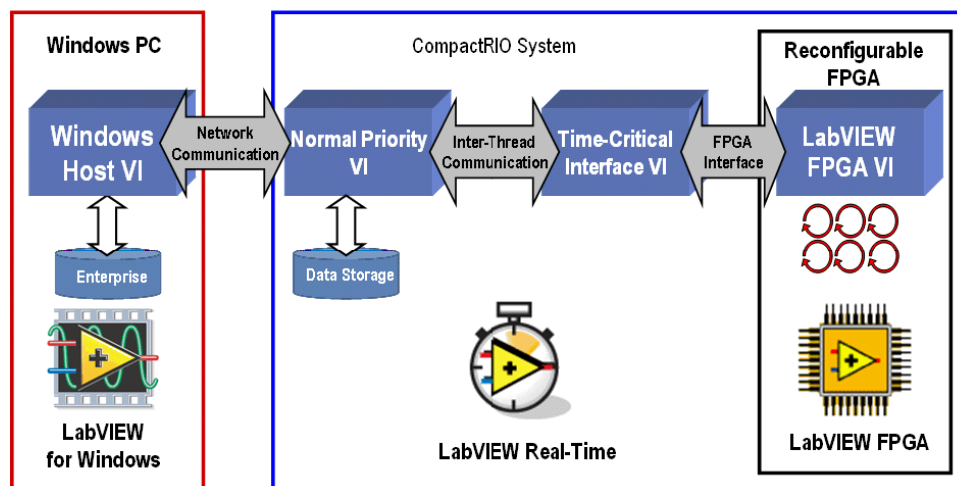 Windows PC
Windows
Host VI
Network
Communication
Enterprise
LabVIEW
for Windows
CompactRIO System
Normal Priority
VI
Inter-Thread
Communication
Time-Critical
Interface VI
FPGA
Interface
Data Storage
LabVIEW Real-Time
Reconfigurable
FPGA
LabVIEW
FPGA VI
LabVIEW FPGA